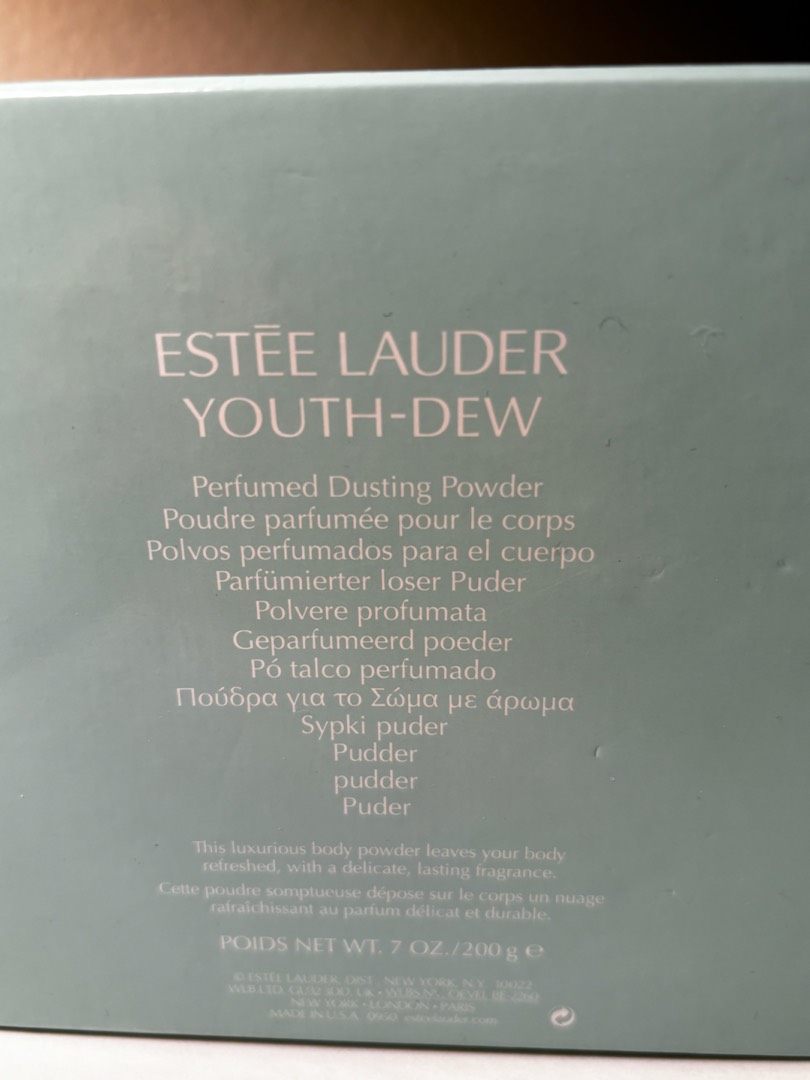 ESTĒE LAUDER
YOUTH-DEW
Perfumed Dusting Powder
Poudre parfumée pour le corps
Polvos perfumados para el cuerpo
Parfümierter loser Puder
Polvere profumata
Geparfumeerd poeder
Pó talco perfumado
Πούδρα για το Σώμα με άρωμα
Sypki puder
Pudder
pudder
Puder
This luxurious body powder leaves your body
refreshed, with a delicate, lasting fragrance.
Cette poudre somptueuse dépose sur le corps un nuage
rafraîchissant au parfum délicat et durable.
POIDS NET WT. 7 OZ./200 g ℮
© ESTĒE LAUDER, DIST. NEW YORK, N.Y. 10022
NEW YORK • LONDON • PARIS
MADE IN U.S.A. esteelauder.com